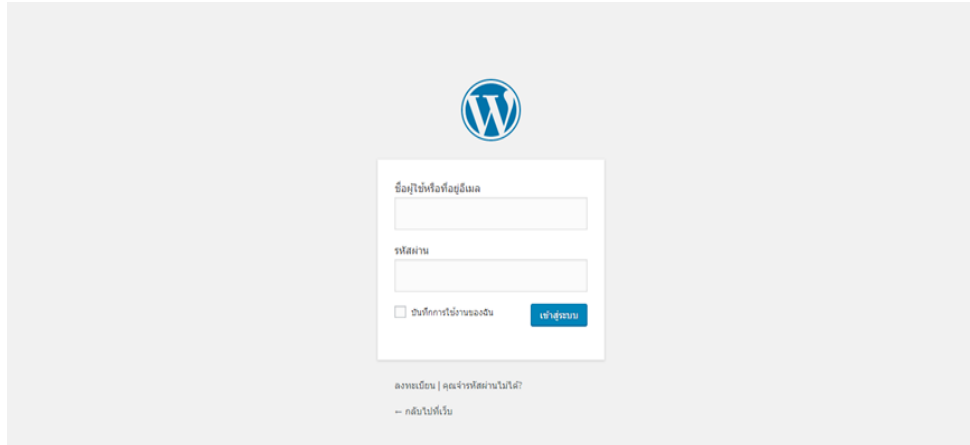 ชื่อผู้ใช้หรือที่อยู่อีเมล
รหัสผ่าน
บันทึกการใช้งานของฉัน
เข้าสู่ระบบ
ลงทะเบียน | คุณจำรหัสผ่านไม่ได้?
← กลับไปที่เว็บ